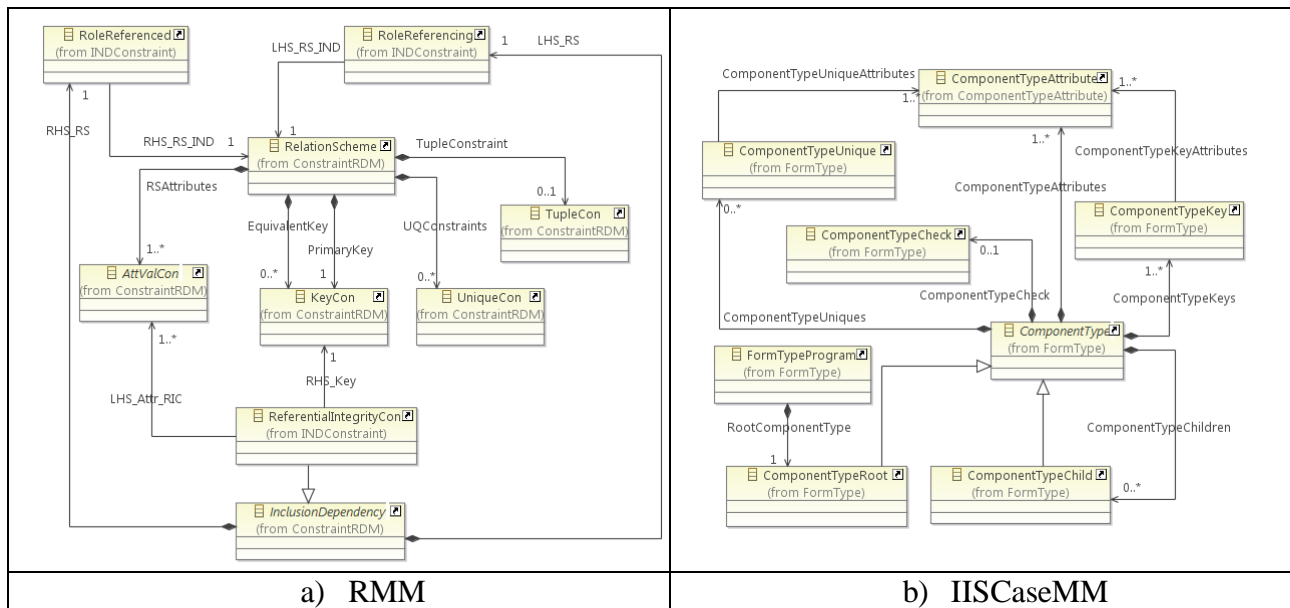 RoleReferenced
(from INDConstraint)
RoleReferencing
(from INDConstraint)
LHS_RS_IND
1
LHS_RS
1
RHS_RS
RHS_RS_IND
1
1
RelationScheme
(from ConstraintRDM)
TupleConstraint
RSAttributes
0..1
TupleCon
(from ConstraintRDM)
EquivalentKey
UQConstraints
PrimaryKey
1..*
0..*
1
0..*
AttValCon
(from ConstraintRDM)
KeyCon
(from ConstraintRDM)
UniqueCon
(from ConstraintRDM)
1..*
1
RHS_Key
LHS_Attr_RIC
ReferentialIntegrityCon
(from INDConstraint)
InclusionDependency
(from ConstraintRDM)
a) RMM
ComponentTypeUniqueAttributes
ComponentTypeAttribute
(from ComponentTypeAttribute)
1..*
1..*
1..*
ComponentTypeUnique
(from FormType)
ComponentTypeKeyAttributes
ComponentTypeAttributes
0..*
ComponentTypeKey
(from FormType)
ComponentTypeCheck
(from FormType)
0..1
1..*
ComponentTypeCheck
ComponentTypeKeys
ComponentTypeUniques
ComponentType
(from FormType)
FormTypeProgram
(from FormType)
RootComponentType
ComponentTypeChildren
1
ComponentTypeRoot
(from FormType)
ComponentTypeChild
(from FormType)
0..*
b) IISCaseMM